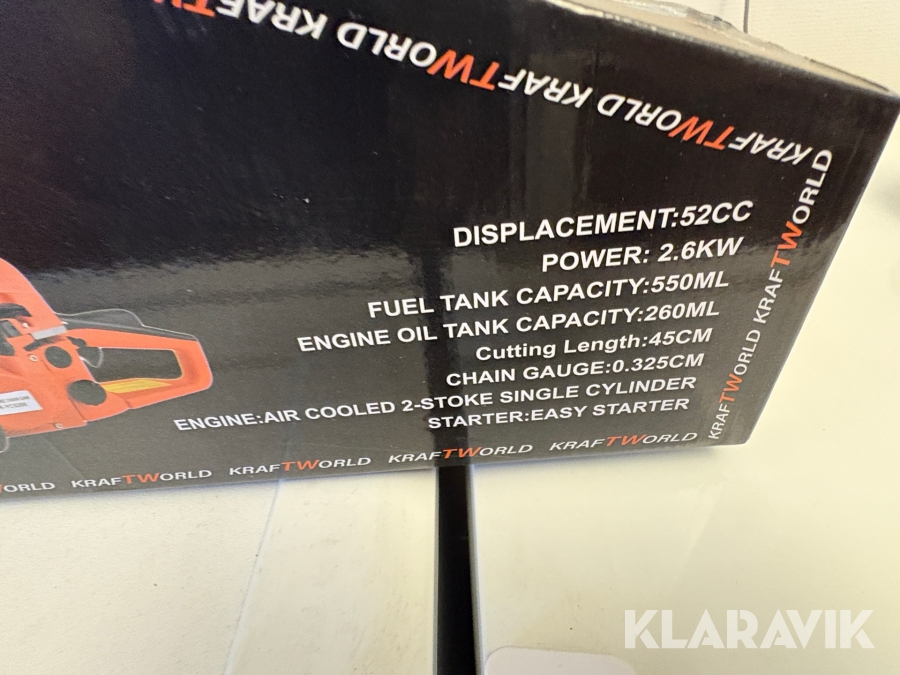 KRAFTWORLD KRAFTWORLD KRAFTWORLD
KRAFTWORLD KRAFTWORLD
DISPLACEMENT:52CC
POWER: 2.6KW
FUEL TANK CAPACITY:550ML
ENGINE OIL TANK CAPACITY:260ML
Cutting Length:45CM
CHAIN GAUGE:0.325CM
ENGINE:AIR COOLED 2-STOKE SINGLE CYLINDER
STARTER:EASY STARTER
KRAFTWORLD KRAFTWORLD KRAFTWORLD KRAFTWORLD
KLARAVIK